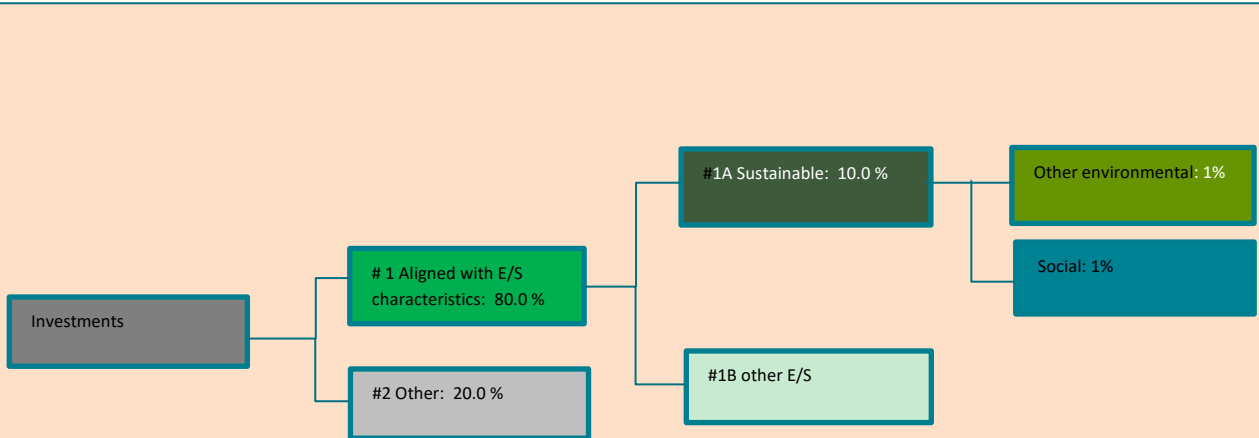 #1A Sustainable:  10.0 %
Other environmental: 1%
Social: 1%
# 1 Aligned with E/S
characteristics:  80.0 %
Investments
#1B other E/S
#2 Other:  20.0 %